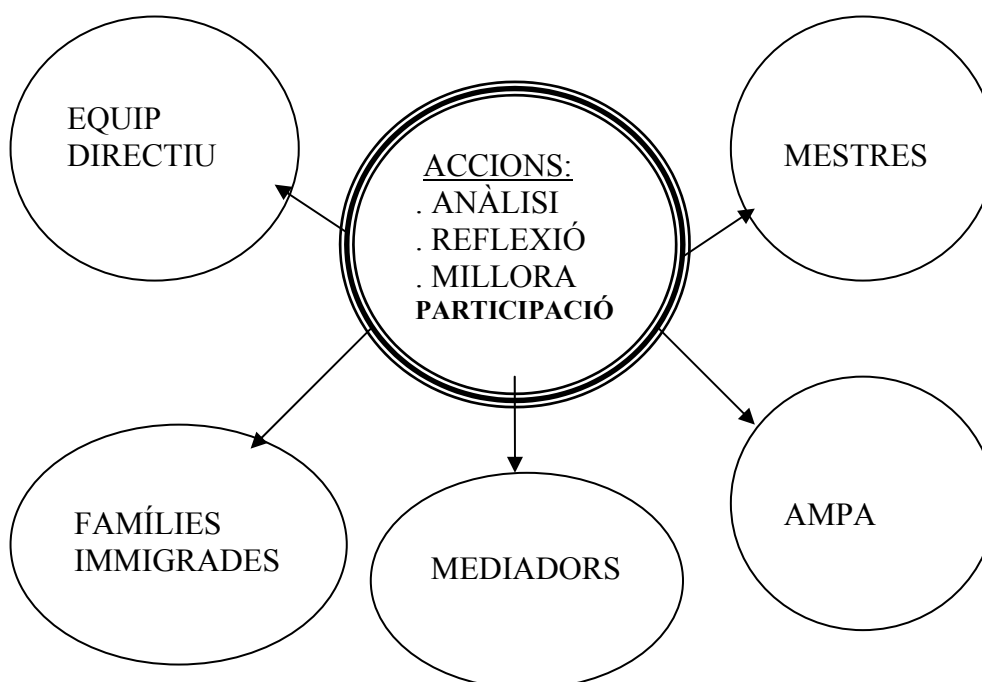 EQUIP
DIRECTIU
ACCIONS:
. ANÀLISI
. REFLEXIÓ
. MILLORA
PARTICIPACIÓ
MESTRES
FAMÍLIES
IMMIGRADES
MEDIADORS
AMPA